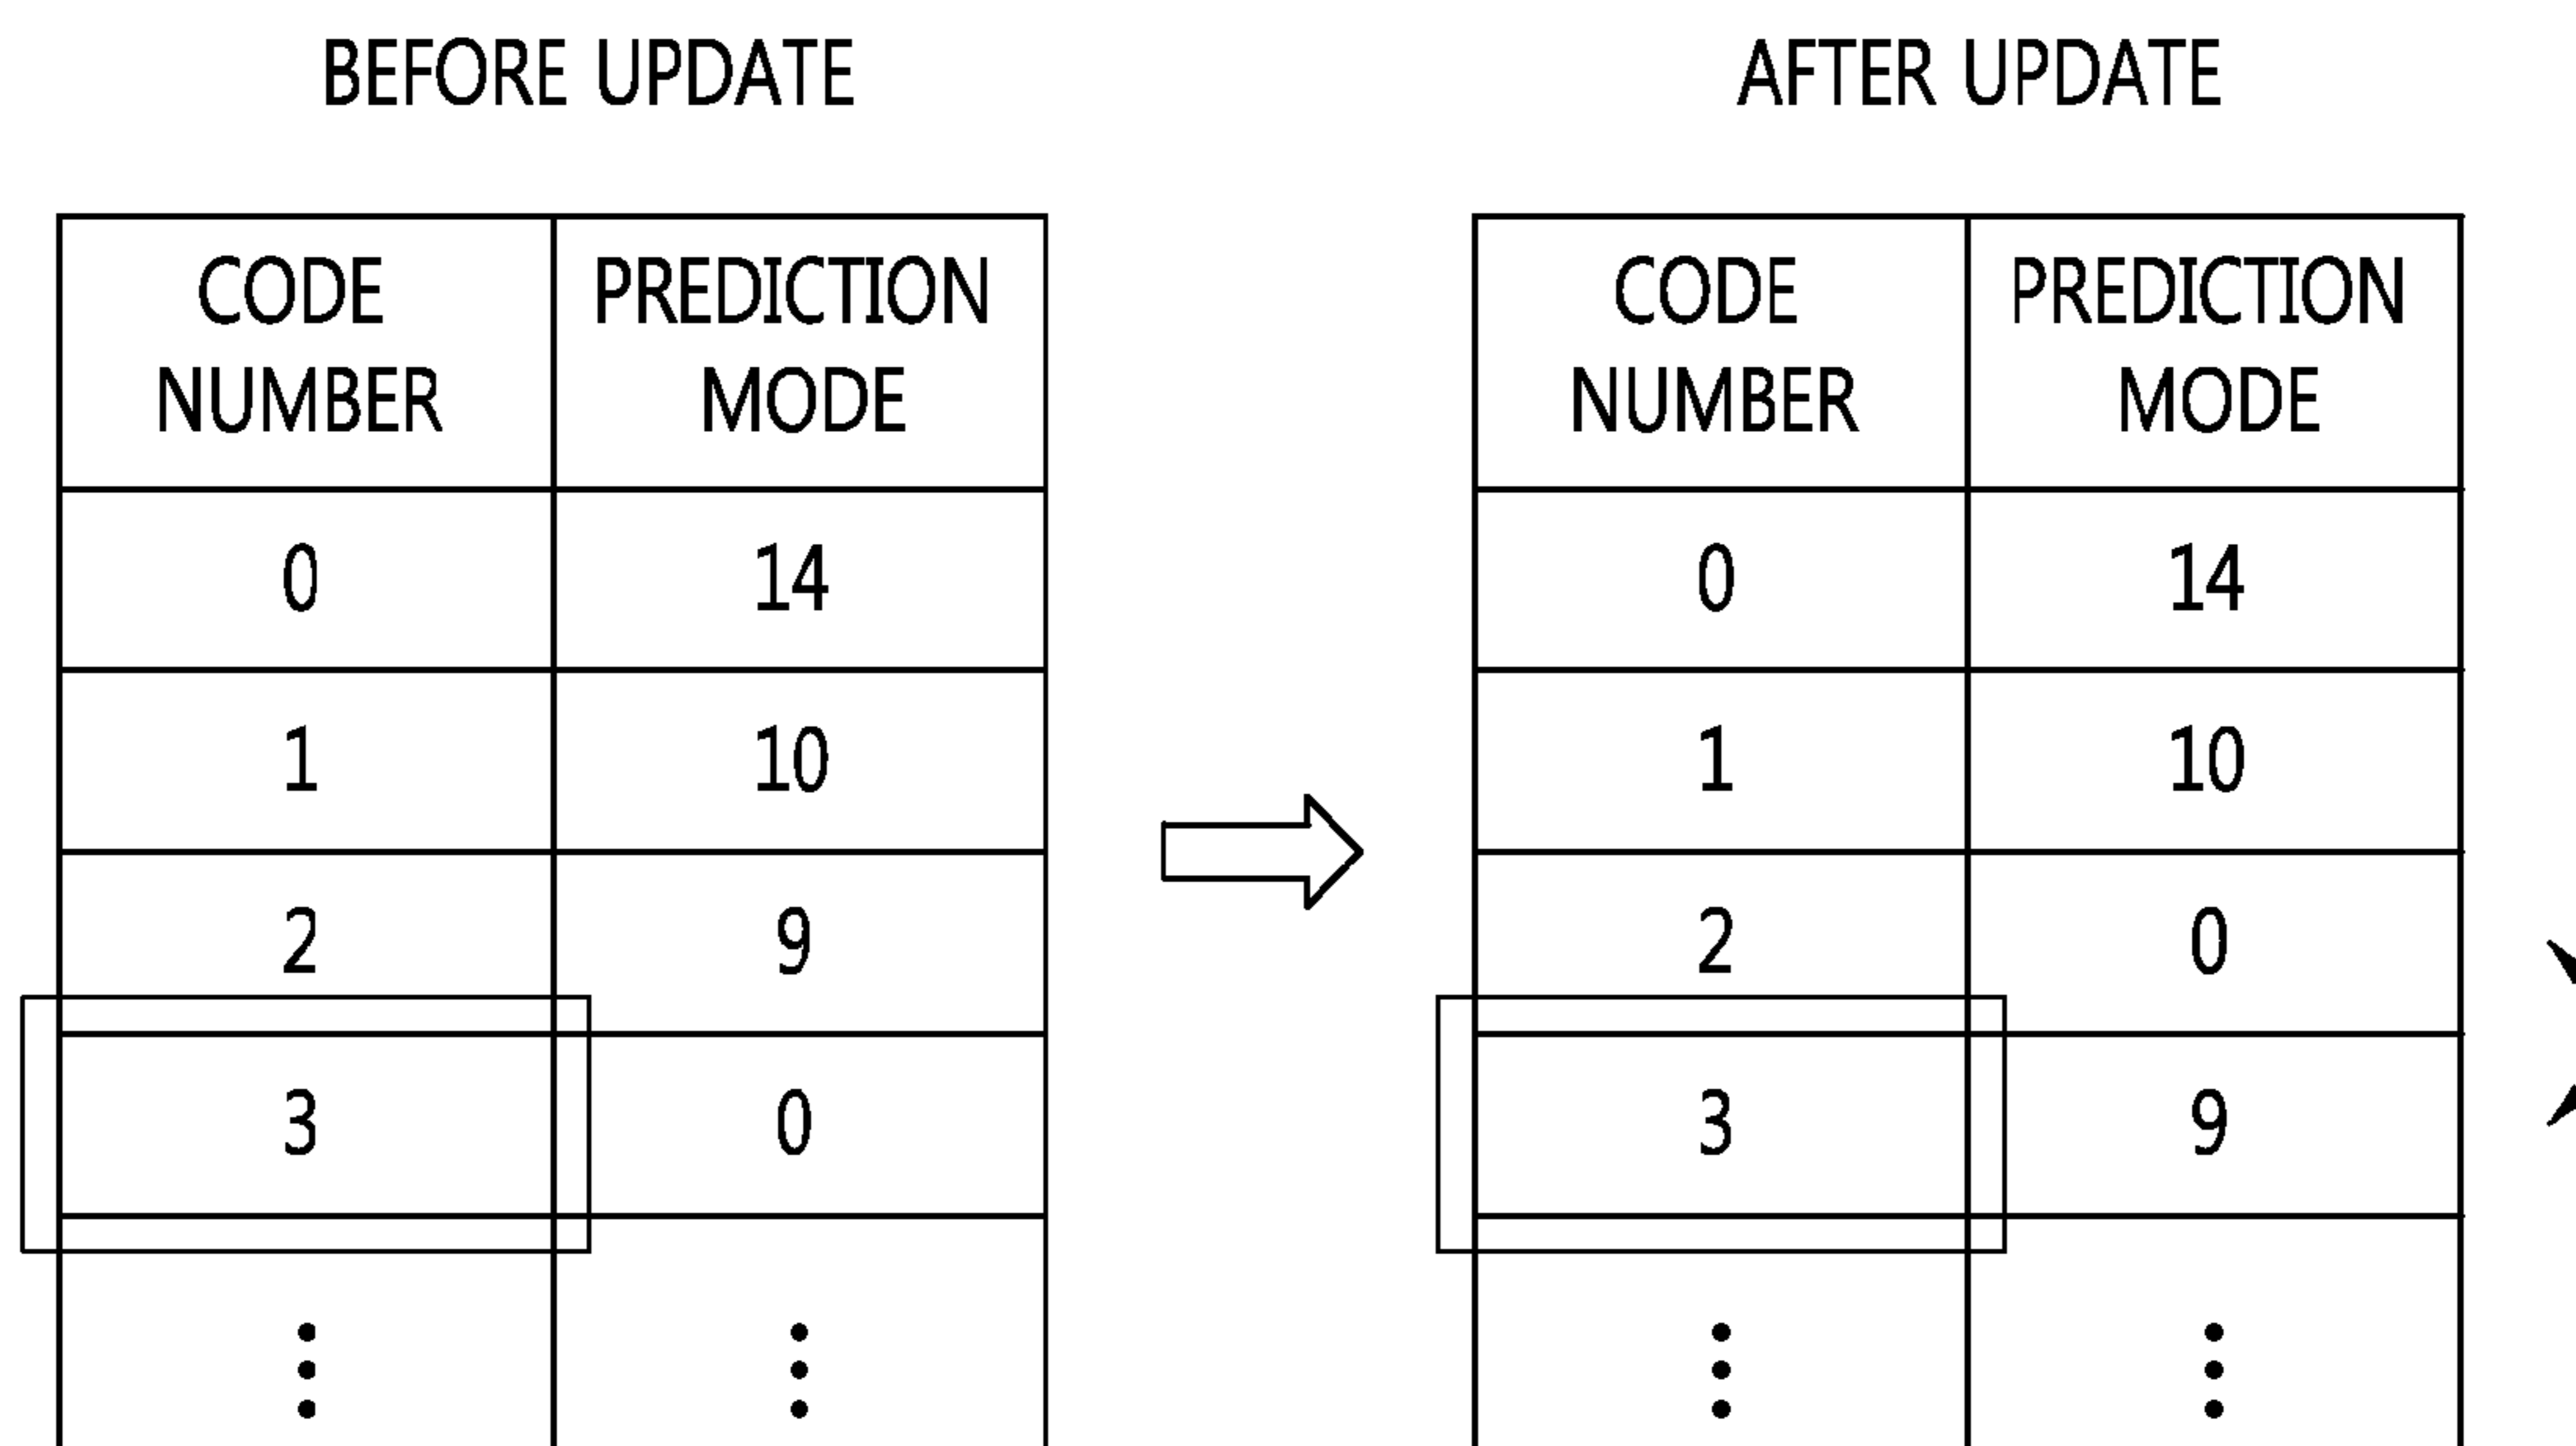 BEFORE UPDATE
CODE NUMBER PREDICTION MODE
0 14
1 10
2 9
3 0
AFTER UPDATE
CODE NUMBER PREDICTION MODE
0 14
1 10
2 0
3 9